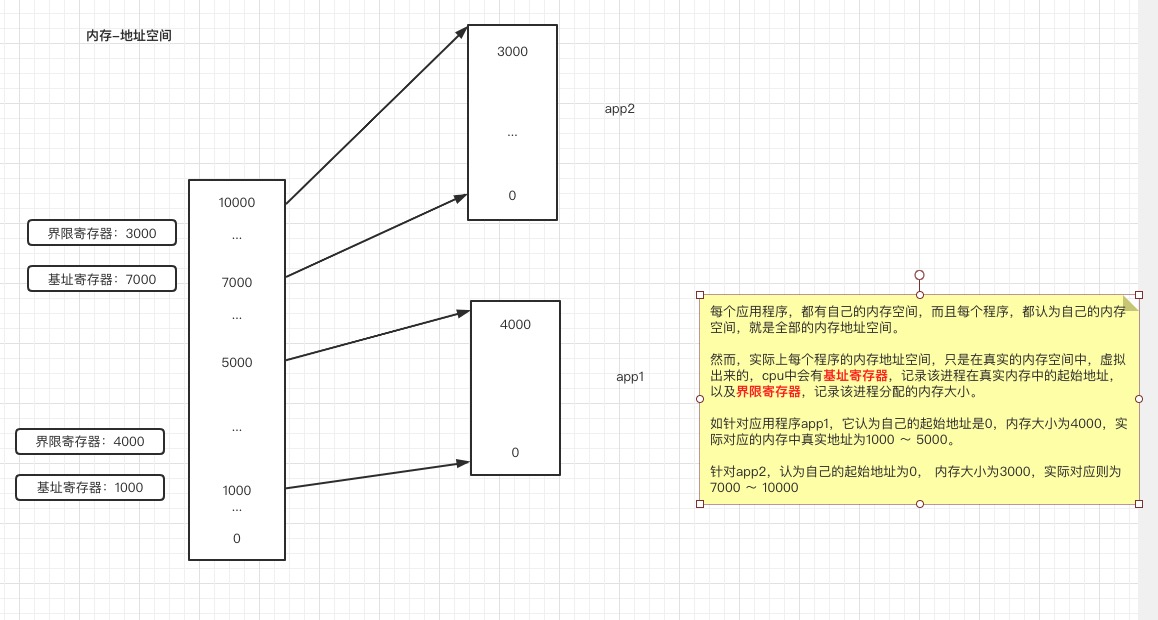 内存-地址空间
3000
...
0
app2
10000
...
7000
...
5000
...
1000
...
0
界限寄存器：3000
基址寄存器：7000
界限寄存器：4000
基址寄存器：1000
4000
0
app1
每个应用程序，都有自己的内存空间，而且每个程序，都认为自己的内存
空间，就是全部的内存地址空间。
然而，实际上每个程序的内存地址空间，只是在真实的内存空间中，虚拟
出来的，cpu中会有基址寄存器，记录该进程在真实内存中的起始地址，
以及界限寄存器，记录该进程分配的内存大小。
如针对应用程序app1，它认为自己的起始地址是0，内存大小为4000，实
际对应的内存中真实地址为1000 ～ 5000。
针对app2，认为自己的起始地址为0， 内存大小为3000，实际对应则为
7000 ～ 10000